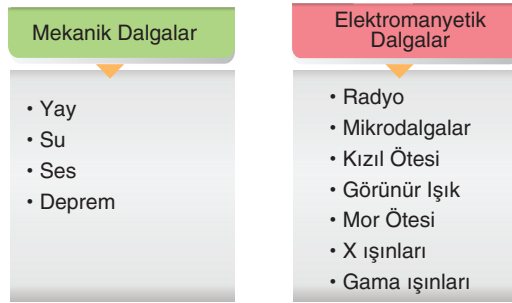 Mekanik Dalgalar
• Yay
• Su
• Ses
• Deprem
Elektromanyetik
Dalgalar
• Radyo
• Mikrodalgalar
• Kızıl Ötesi
• Görünür Işık
• Mor Ötesi
• X ışınları
• Gama ışınları